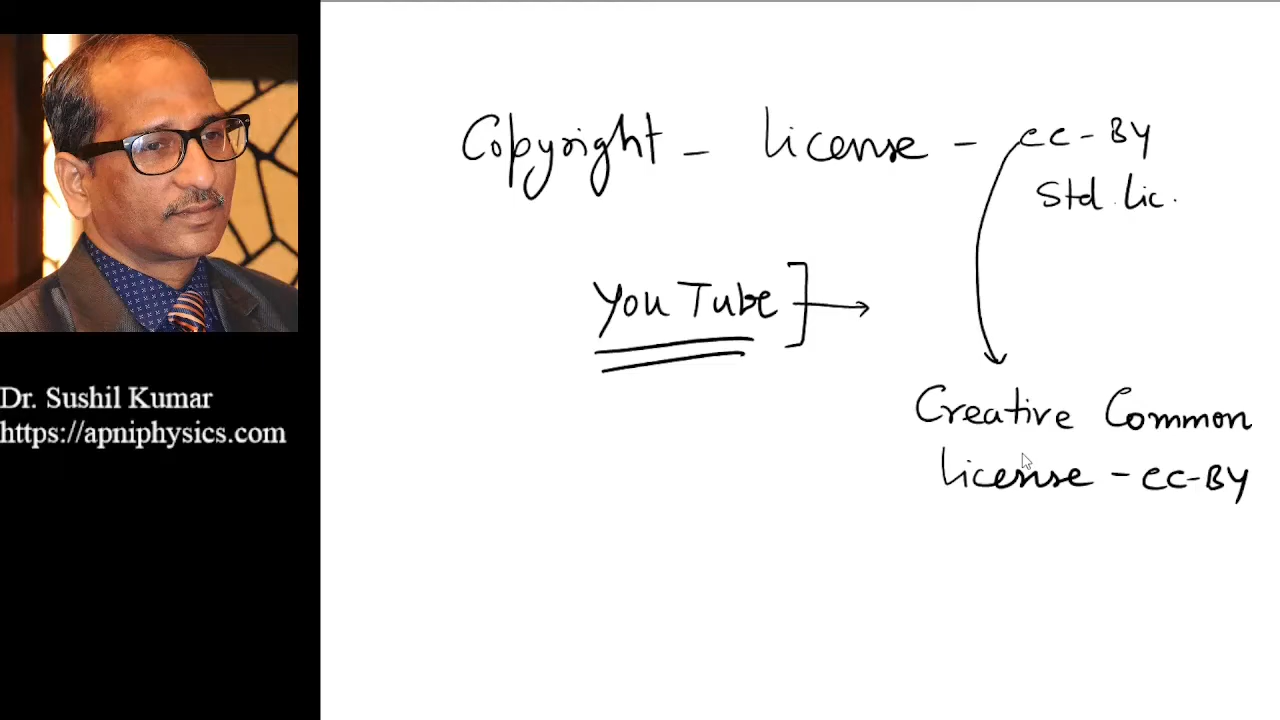 Copyright - License - CC-BY
Std. Lic.
YouTube
Creative Common
License - CC-BY
Dr. Sushil Kumar
https://apniphysics.com